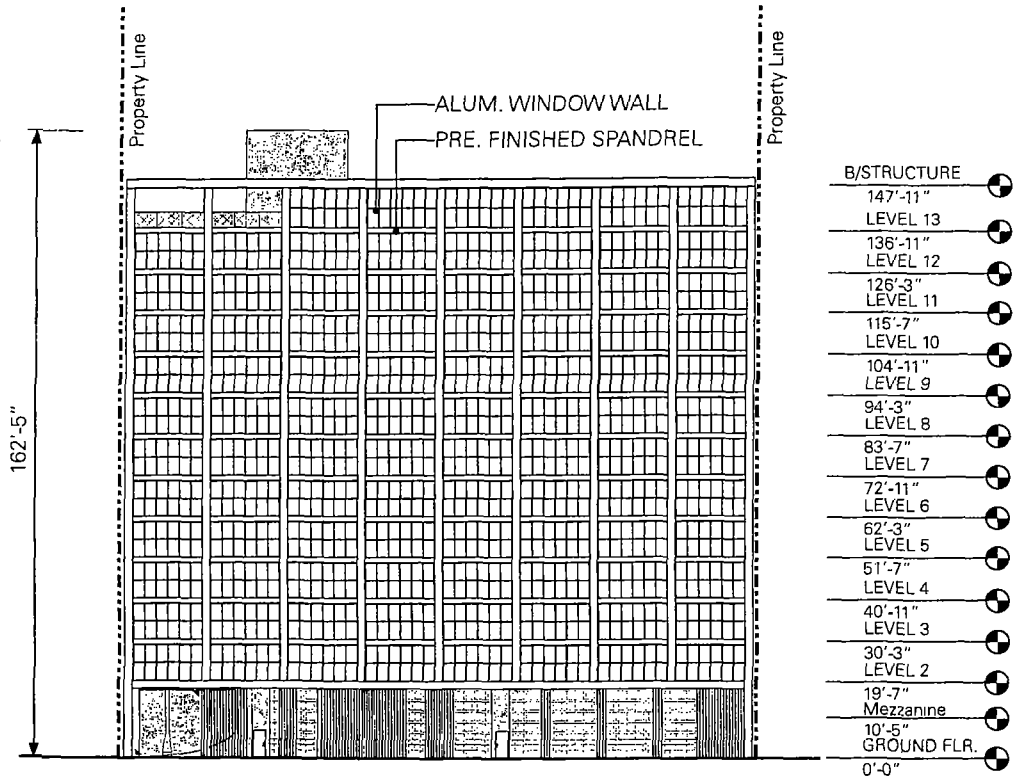 Property Line
Property Line
ALUM. WINDOW WALL
PRE. FINISHED SPANDREL
162'-5"
B/STRUCTURE
147'-11"
LEVEL 13
136'-11"
LEVEL 12
126'-3"
LEVEL 11
115'-7"
LEVEL 10
104'-11"
LEVEL 9
94'-3"
LEVEL 8
83'-7"
LEVEL 7
72'-11"
LEVEL 6
62'-3"
LEVEL 5
51'-7"
LEVEL 4
40'-11"
LEVEL 3
30'-3"
LEVEL 2
19'-7"
Mezzanine
10'-5"
GROUND FLR.
0'-0"